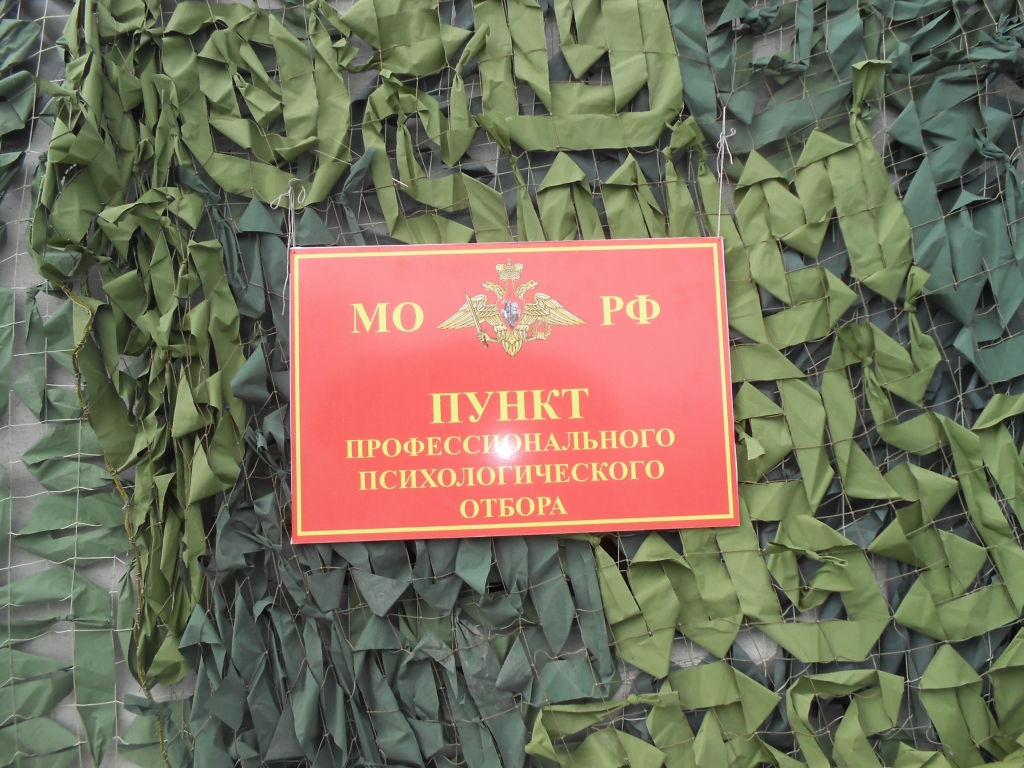 МО РФ
ПУНКТ
ПРОФЕССИОНАЛЬНОГО
ПСИХОЛОГИЧЕСКОГО
ОТБОРА